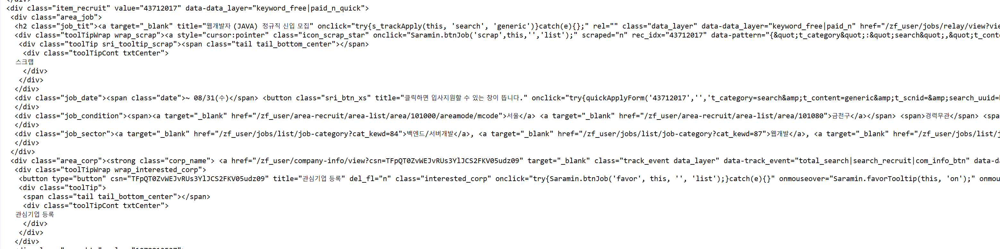 </div>
<div class="item_recruit" value="43712017" data-data_layer="keyword_free|paid_n_quick">
<div class="area_job">
<h2 class="job_tit"><a target="_blank" title="웹개발자 (JAVA) 정규직 신입 모집" onclick="try{s_trackApply(this, 'search', 'generic')}catch(e){};" rel="" class="data_layer" data-data_layer="keyword_free|paid_n" href="/zf_user/jobs/relay/view?vie
<div class="toolTipWrap wrap_scrap"><a style="cursor:pointer" class="icon_scrap_star" onclick="Saramin.btnJob('scrap',this,'','list');" scraped="n" rec_idx="43712017" data-pattern="{&quot;t_category&quot;:&quot;search&quot;,&quot;t_conte
<div class="toolTip sri_tooltip_scrap"><span class="tail tail_bottom_center"></span>
<div class="toolTipCont txtCenter">
스크랩
</div>
</div>
</div>
<div class="job_date"><span class="date">~ 08/31(수)</span> <button class="sri_btn_xs" title="클릭하면 입사지원할 수 있는 창이 뜹니다." onclick="try{quickApplyForm('43712017','','t_category=search&amp;t_content=generic&amp;t_scnid=&amp;search_uuid=
</div>
<div class="job_condition"><span><a target="_blank" href="/zf_user/area-recruit/area-list/area/101000/areamode/mcode">서울</a> <a target="_blank" href="/zf_user/area-recruit/area-list/area/101080">금천구</a></span> <span>경력무관</span> <spa
</div>
<div class="job_sector"><a target="_blank" href="/zf_user/jobs/list/job-category?cat_kewd=84">백엔드/서버개발</a>, <a target="_blank" href="/zf_user/jobs/list/job-category?cat_kewd=87">웹개발</a>, <a target="_blank" href="/zf_user/jobs/list/j
</div>
</div>
<div class="area_corp"><strong class="corp_name"> <a href="/zf_user/company-info/view?csn=TFpQT0ZvWEJvRUs3YlJCS2FKV05udz09" target="_blank" class="track_event data_layer" data-track_event="total_search|search_recruit|com_info_btn" data-d
<div class="toolTipWrap wrap_interested_corp">
<button type="button" csn="TFpQT0ZvWEJvRUs3YlJCS2FKV05udz09" title="관심기업 등록" del_fl="n" class="interested_corp" onclick="try{Saramin.btnJob('favor', this, '', 'list');}catch(e){}" onmouseover="Saramin.favorTooltip(this, 'on');" onmou
<div class="toolTip">
<span class="tail tail_bottom_center"></span>
<div class="toolTipCont txtCenter">
관심기업 등록
</div>
</div>
</div>